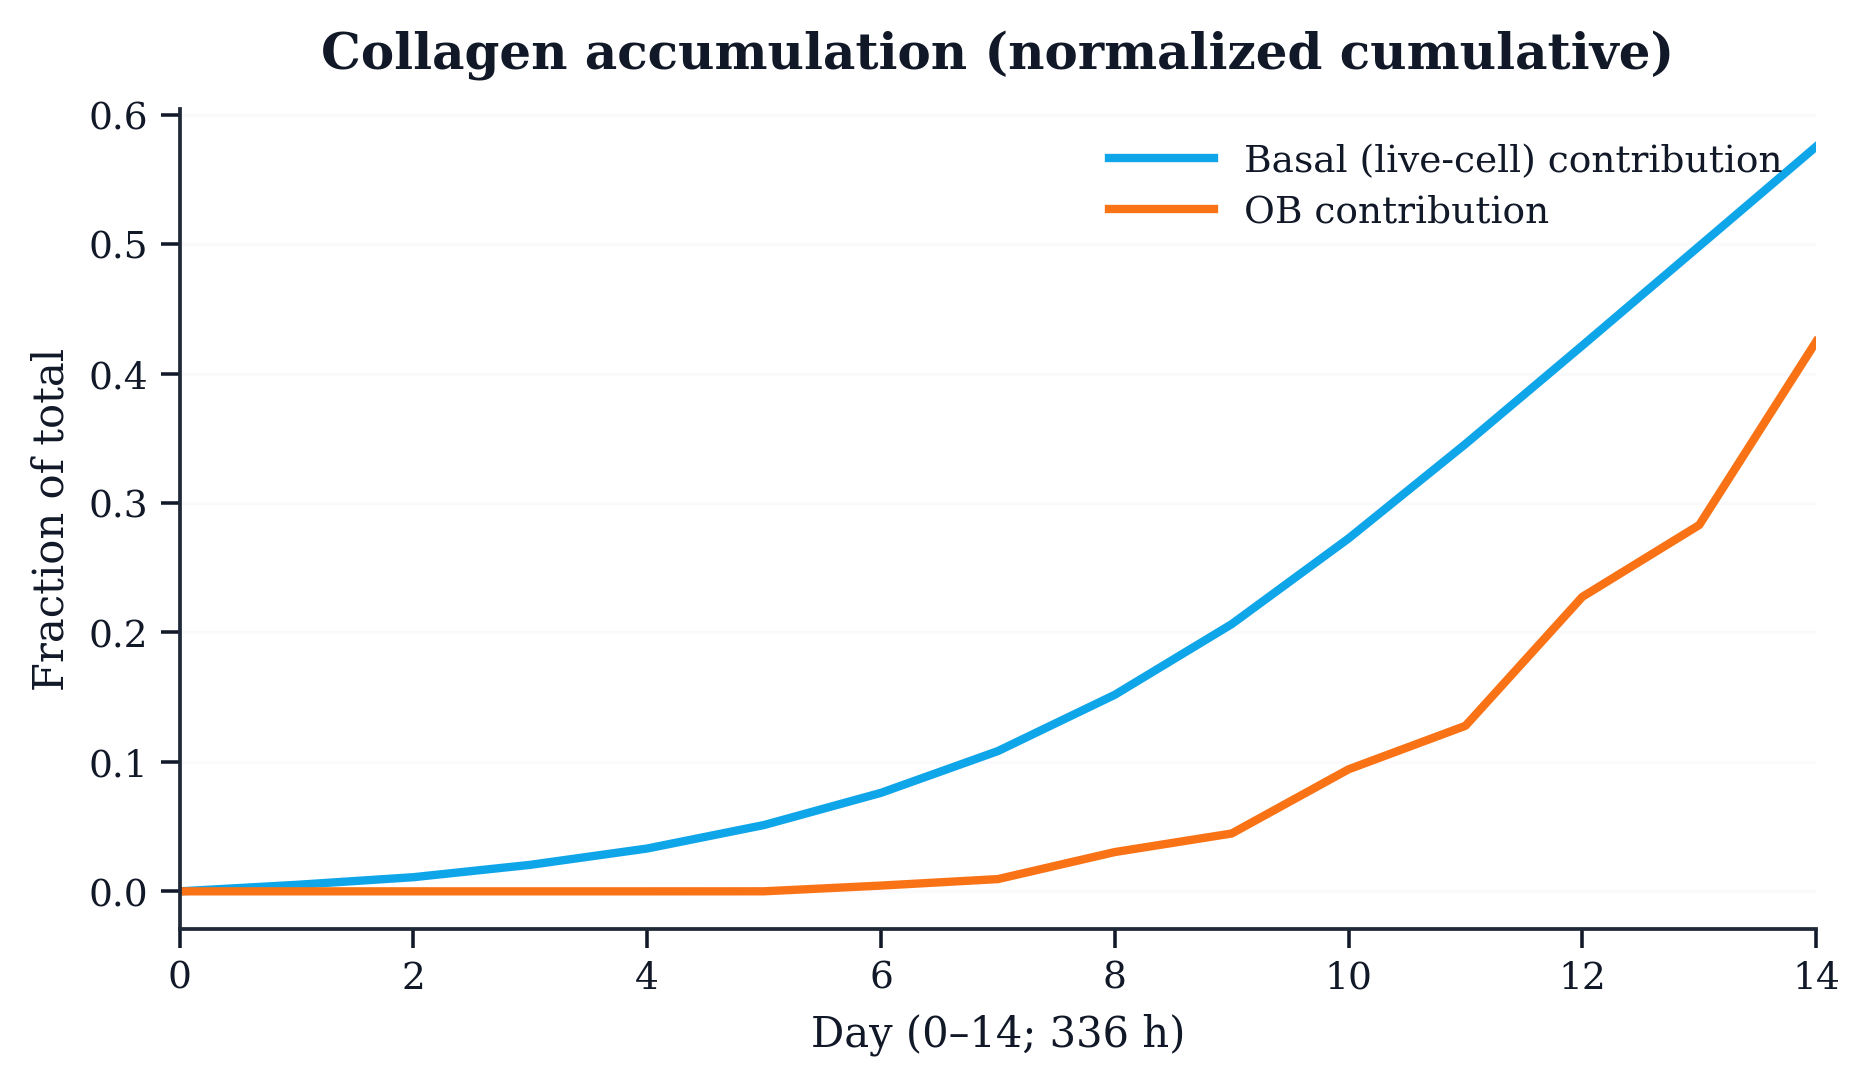 Collagen accumulation (normalized cumulative)
0.6
0.5
0.4
0.3
0.2
0.1
0.0
Fraction of total
Basal (live-cell) contribution
OB contribution
0 2 4 6 8 10 12 14
Day (0–14; 336 h)